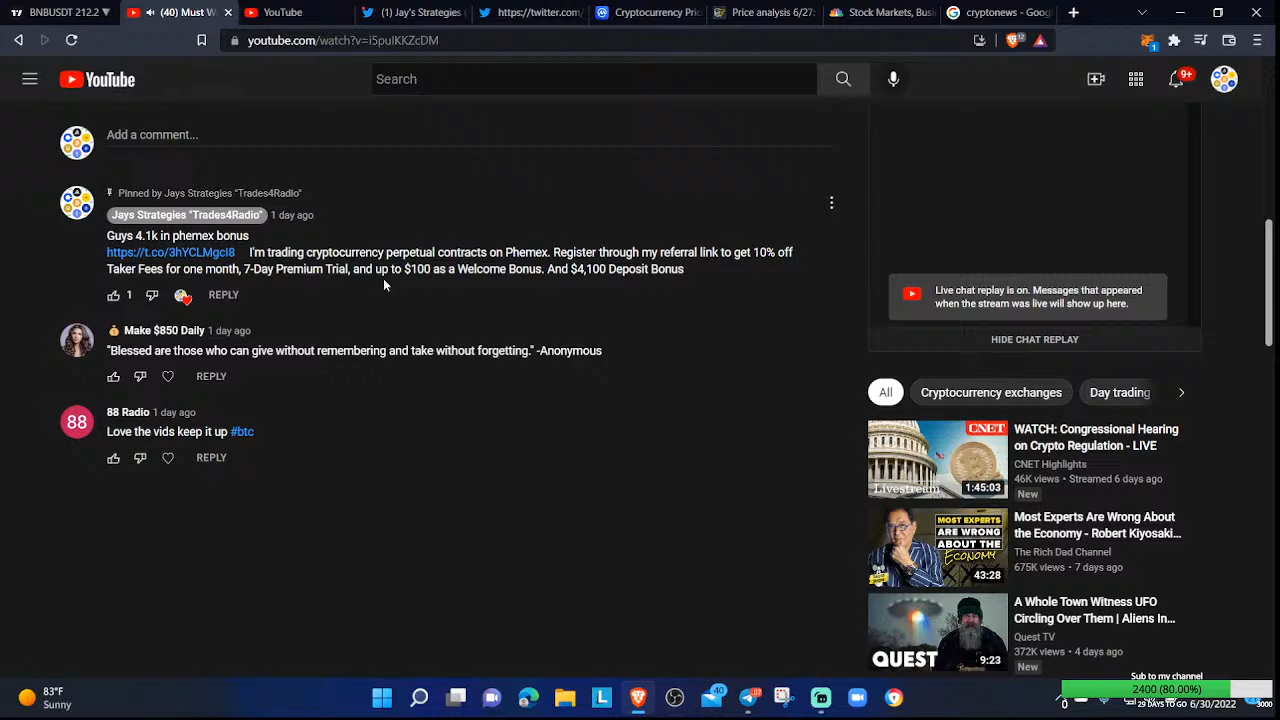 BNBUSDT 212.2
(40) Must W
YouTube
(1) Jay's Strategies (
https://twitter.com/
Cryptocurrency Pric
Price analysis 6/27:
Stock Markets, Busi
cryptonews - Goog
youtube.com/watch?v=i5puIKKZcDM
12
1
YouTube
Search
9+
Add a comment...
Pinned by Jays Strategies "Trades4Radio"
Jays Strategies "Trades4Radio" 1 day ago
Guys 4.1k in phemex bonus
https://t.co/3hYCLMgcI8 I'm trading cryptocurrency perpetual contracts on Phemex. Register through my referral link to get 10% off
Taker Fees for one month, 7-Day Premium Trial, and up to $100 as a Welcome Bonus. And $4,100 Deposit Bonus
1 REPLY
💰 Make $850 Daily 1 day ago
"Blessed are those who can give without remembering and take without forgetting." -Anonymous
REPLY
88
88 Radio 1 day ago
Love the vids keep it up #btc
REPLY
Live chat replay is on. Messages that appeared
when the stream was live will show up here.
HIDE CHAT REPLAY
All
Cryptocurrency exchanges
Day trading
CNET
Livestream
1:45:03
WATCH: Congressional Hearing
on Crypto Regulation - LIVE
CNET Highlights
46K views • Streamed 6 days ago
New
MOST EXPERTS
ARE WRONG
ABOUT THE
ECONOMY
43:28
Most Experts Are Wrong About
the Economy - Robert Kiyosaki...
The Rich Dad Channel
675K views • 7 days ago
QUEST
9:23
A Whole Town Witness UFO
Circling Over Them | Aliens In...
Quest TV
372K views • 4 days ago
New
83°F
Sunny
L
40
Sub to my channel
2400 (80.00%)
0
29 DAYS TO GO
6/30/2022
3000